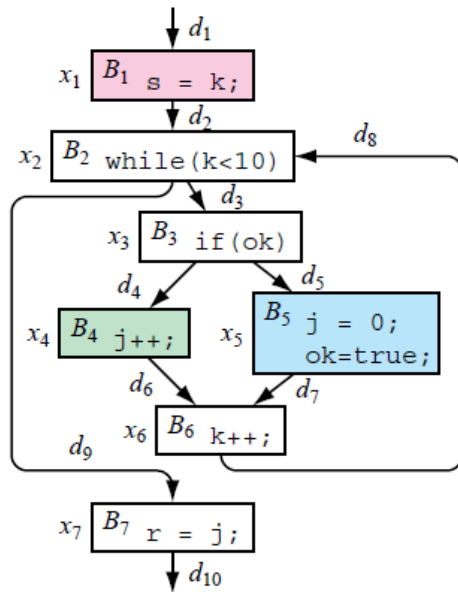 d1
x1 B1 s = k;
d2
d8
x2 B2 while(k<10)
d3
x3 B3 if(ok)
d4 d5
x4 B4 j++;
x5 B5 j = 0;
ok=true;
d6 d7
x6 B6 k++;
d9
x7 B7 r = j;
d10